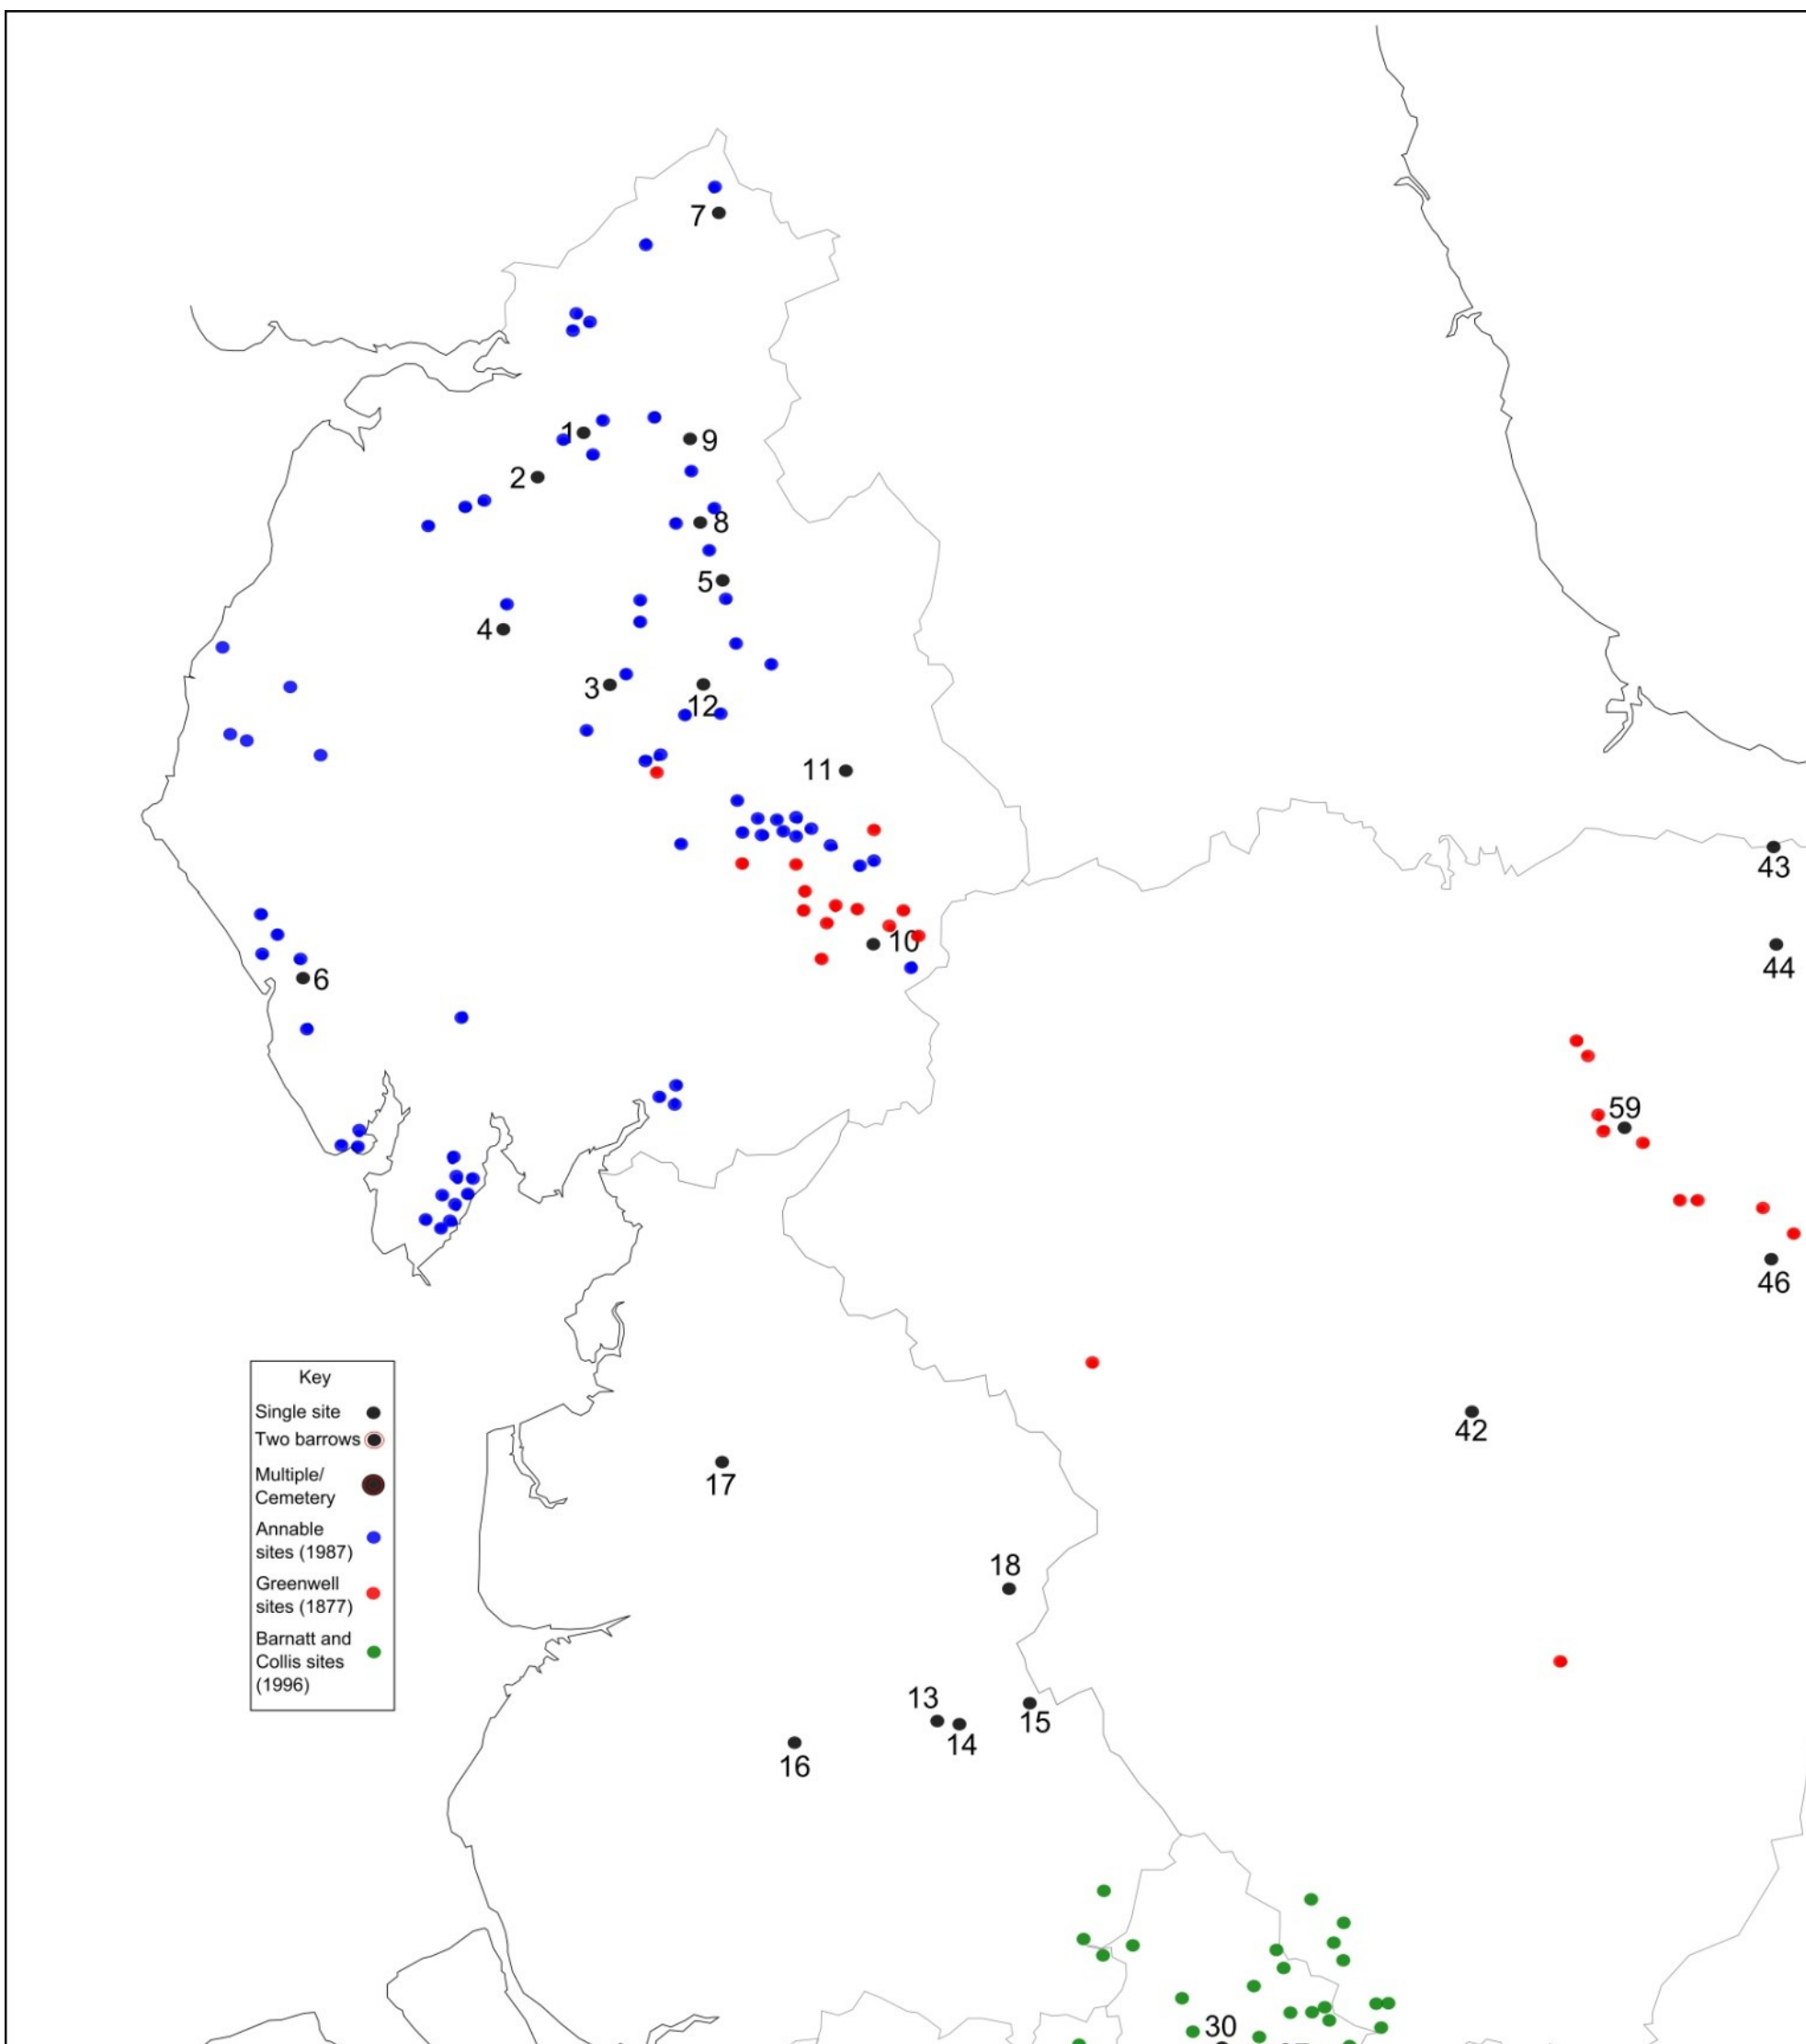 7
1
9
2
8
5
4
3
12
11
43
10
44
6
59
46
Key
Single site
Two barrows
Multiple/
Cemetery
Annable
sites (1987)
Greenwell
sites (1877)
Barnatt and
Collis sites
(1996)
42
17
18
13
15
14
16
30